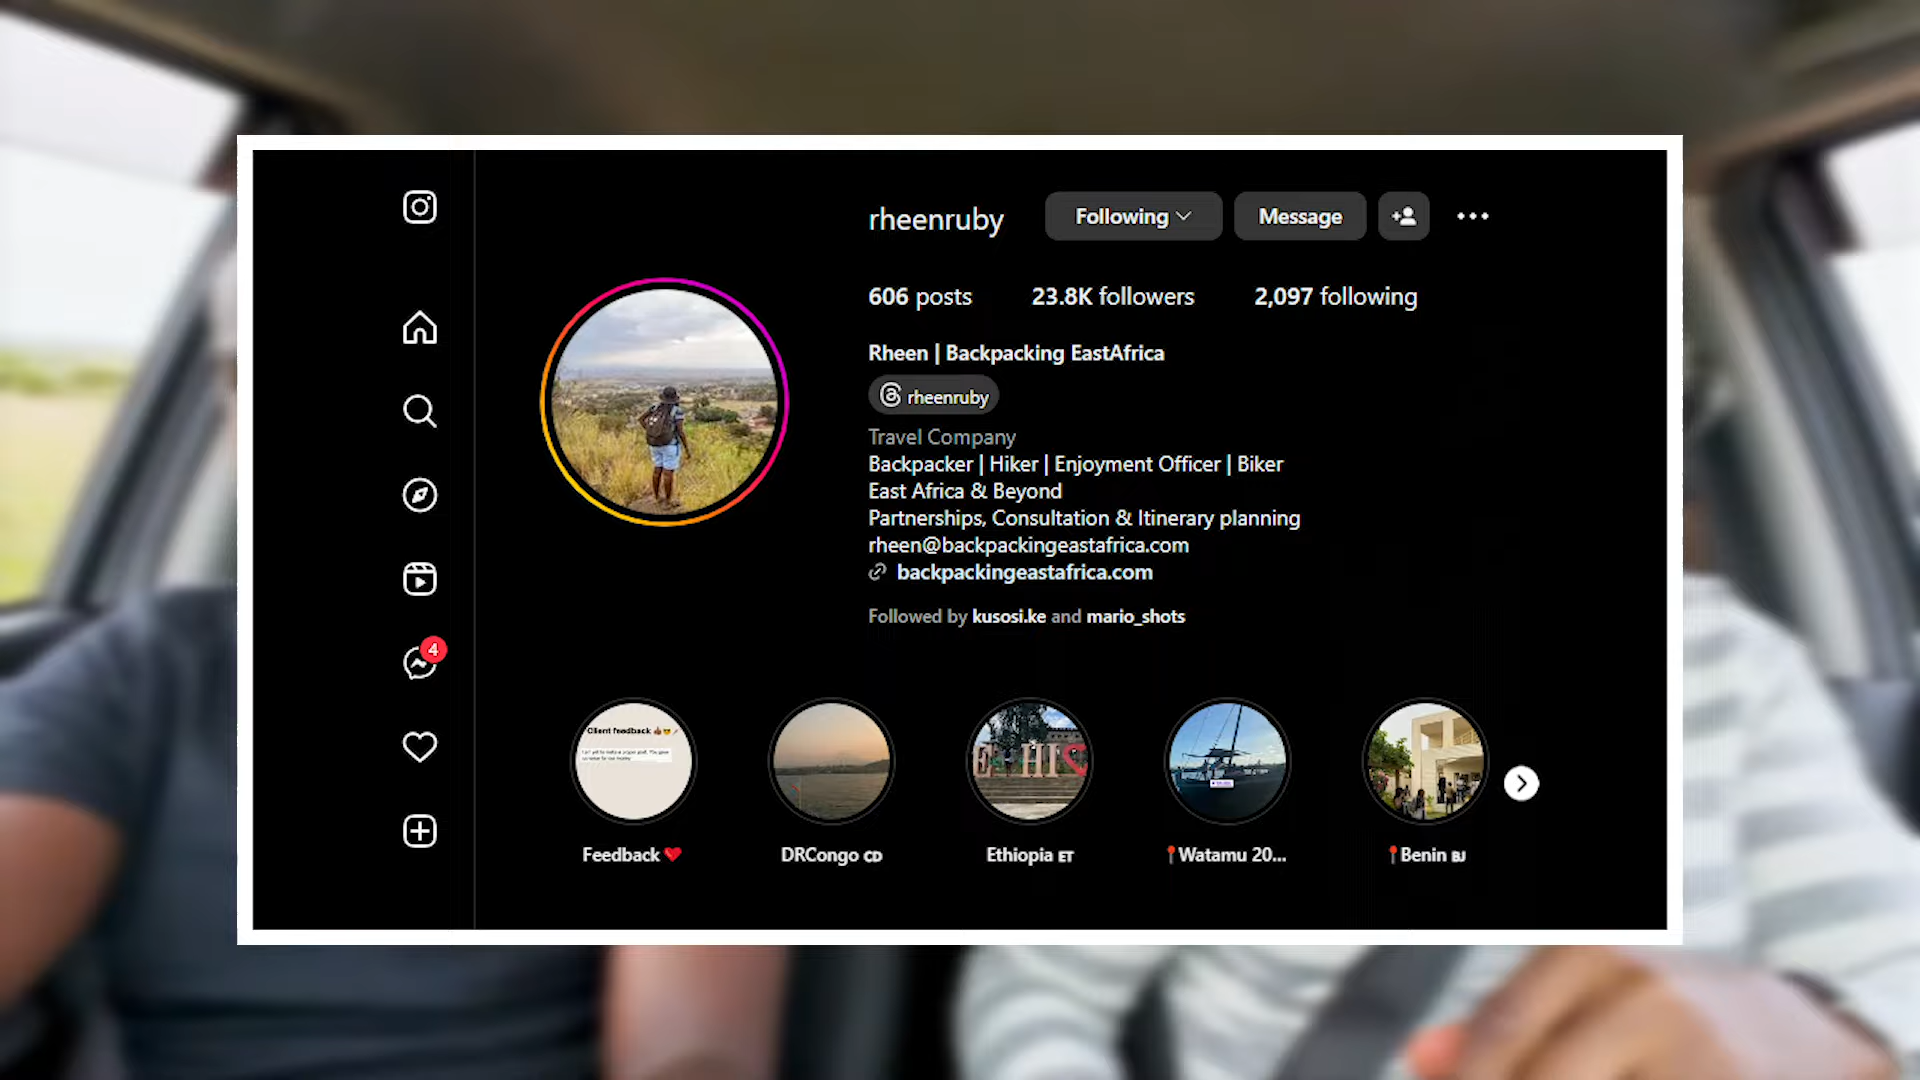 rheenruby
Following
Message
606 posts
23.8K followers
2,097 following
Rheen | Backpacking EastAfrica
rheenruby
Travel Company
Backpacker | Hiker | Enjoyment Officer | Biker
East Africa & Beyond
Partnerships, Consultation & Itinerary planning
rheen@backpackingeastafrica.com
backpackingeastafrica.com
Followed by kusosi.ke and mario_shots
4
Client feedback
Feedback ❤️
DRCongo CD
Ethiopia ET
📍Watamu 20...
📍Benin BJ